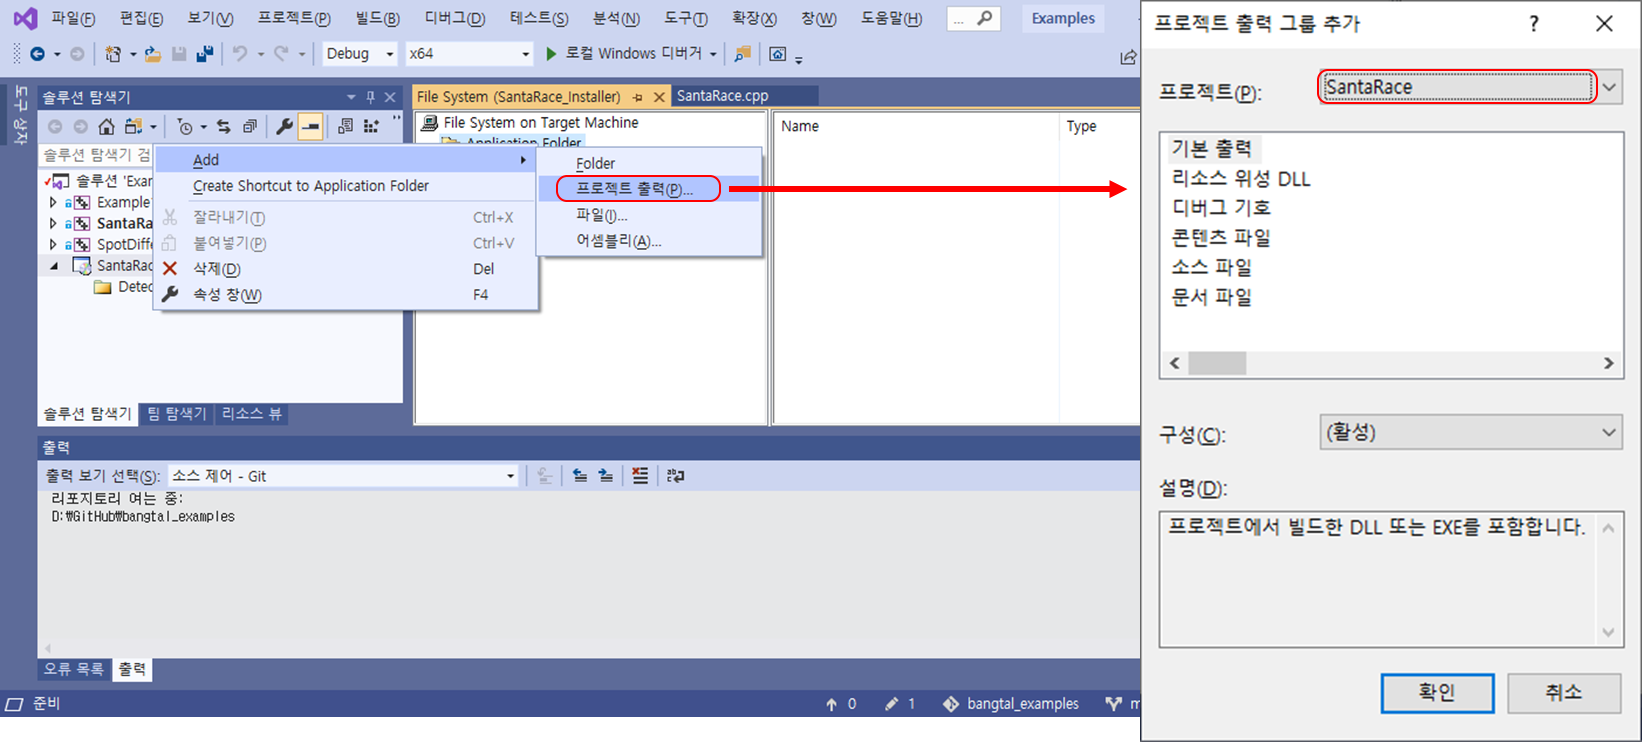 파일(F) 편집(E) 보기(V) 프로젝트(P) 빌드(B) 디버그(D) 테스트(S) 분석(N) 도구(T) 확장(X) 창(W) 도움말(H) ... Examples
Debug x64 로컬 Windows 디버거
도구 상자
솔루션 탐색기
솔루션 탐색기 검
솔루션 'Exar
Example
SantaRa
SpotDiffe
SantaRac
Detec
Add
Create Shortcut to Application Folder
잘라내기(T) Ctrl+X
붙여넣기(P) Ctrl+V
삭제(D) Del
속성 창(W) F4
Folder
프로젝트 출력(P)...
파일(I)...
어셈블리(A)...
솔루션 탐색기 팀 탐색기 리소스 뷰
File System (SantaRace_Installer) SantaRace.cpp
File System on Target Machine
Application Folder
Name Type
출력
출력 보기 선택(S): 소스 제어 - Git
리포지토리 여는 중:
D:₩GitHub₩bangtal_examples
오류 목록 출력
준비 0 1 bangtal_examples m
프로젝트 출력 그룹 추가 ?
프로젝트(P): SantaRace
기본 출력
리소스 위성 DLL
디버그 기호
콘텐츠 파일
소스 파일
문서 파일
구성(C): (활성)
설명(D):
프로젝트에서 빌드한 DLL 또는 EXE를 포함합니다.
확인 취소